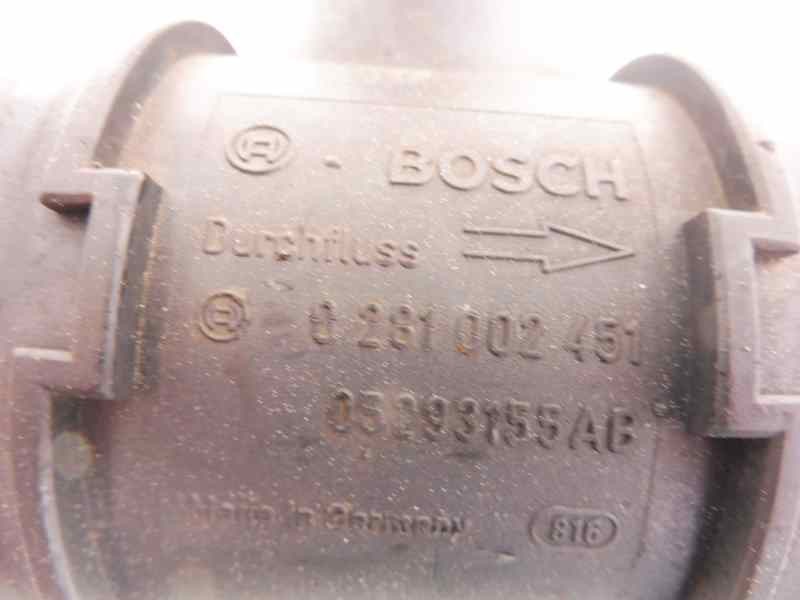 BOSCH
Durchfluss
0 281 002 451
05293155AB
Made in Germany 816